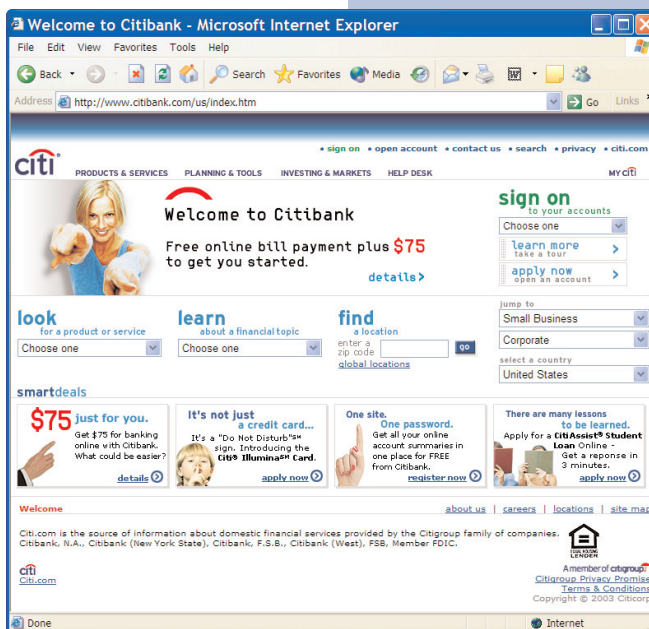 Welcome to Citibank - Microsoft Internet Explorer
File Edit View Favorites Tools Help
Back Search Favorites Media
Address http://www.citibank.com/us/index.htm Go Links
• sign on • open account • contact us • search • privacy • citi.com
citi
PRODUCTS & SERVICES PLANNING & TOOLS INVESTING & MARKETS HELP DESK MY citi
Welcome to Citibank
Free online bill payment plus $75
to get you started.
details>
sign on
to your accounts
Choose one
learn more
take a tour
apply now
open an account
look
for a product or service
Choose one
learn
about a financial topic
Choose one
find
a location
enter a
zip code
go
global locations
jump to
Small Business
Corporate
select a country
United States
smartdeals
$75 just for you.
Get $75 for banking
online with Citibank.
What could be easier?
details
It's not just
a credit card...
It's a "Do Not Disturb"℠
sign. Introducing the
Citi® Illumina℠ Card.
apply now
One site.
One password.
Get all your online
account summaries in
one place for FREE
from Citibank.
register now
There are many lessons
to be learned.
Apply for a CitiAssist® Student
Loan Online -
Get a reponse in
3 minutes.
apply now
Welcome
about us | careers | locations | site map
Citi.com is the source of information about domestic financial services provided by the Citigroup family of companies.
Citibank, N.A., Citibank (New York State), Citibank, F.S.B., Citibank (West), FSB, Member FDIC.
EQUAL HOUSING
LENDER
citi
Citi.com
A member of citigroup
Citigroup Privacy Promise
Terms & Conditions
Copyright © 2003 Citicorp
Done Internet